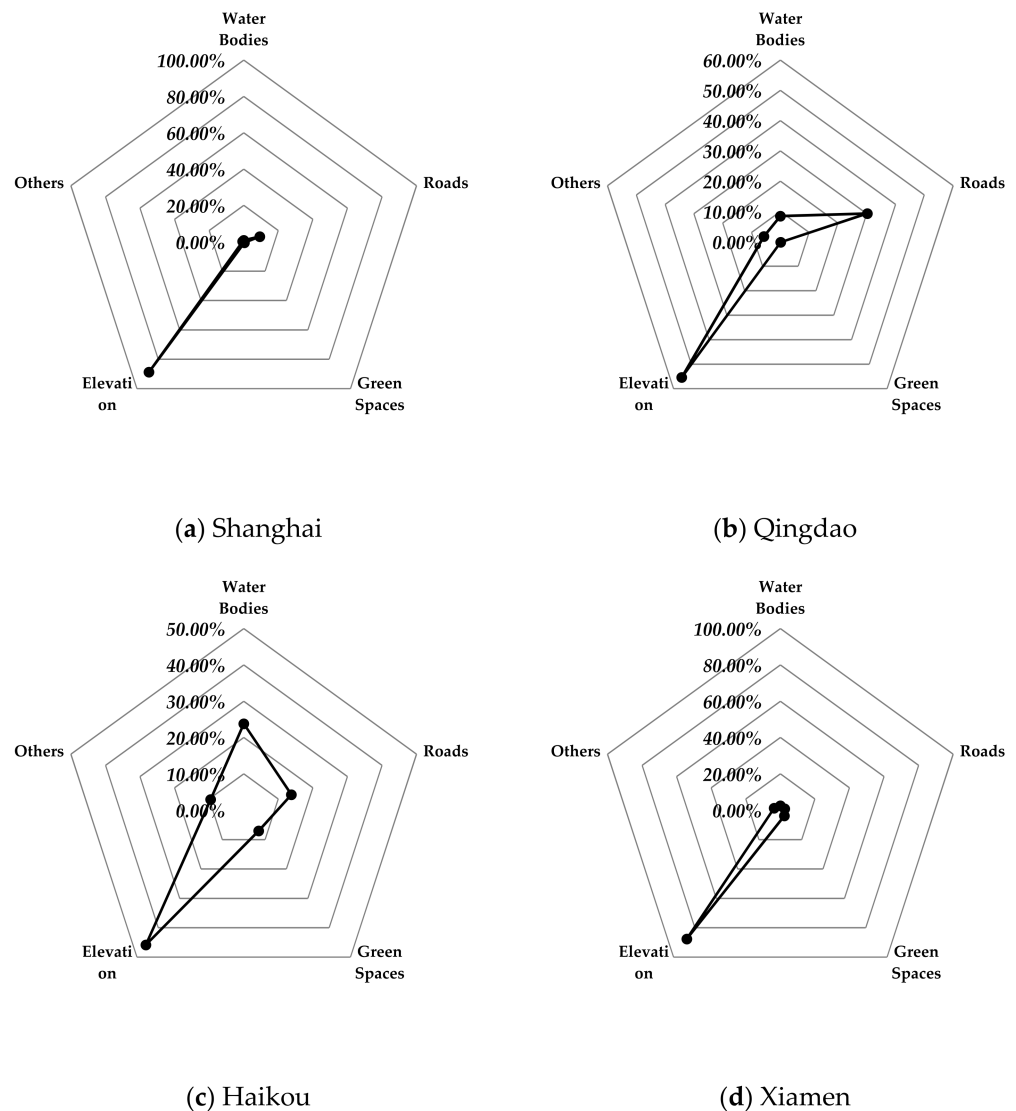 Water
Bodies
100.00%
80.00%
60.00%
40.00%
20.00%
0.00%
Others
Roads
Elevati
on
Green
Spaces
(a) Shanghai
Water
Bodies
60.00%
50.00%
40.00%
30.00%
20.00%
10.00%
0.00%
Others
Roads
Elevati
on
Green
Spaces
(b) Qingdao
Water
Bodies
50.00%
40.00%
30.00%
20.00%
10.00%
0.00%
Others
Roads
Elevati
on
Green
Spaces
(c) Haikou
Water
Bodies
100.00%
80.00%
60.00%
40.00%
20.00%
0.00%
Others
Roads
Elevati
on
Green
Spaces
(d) Xiamen